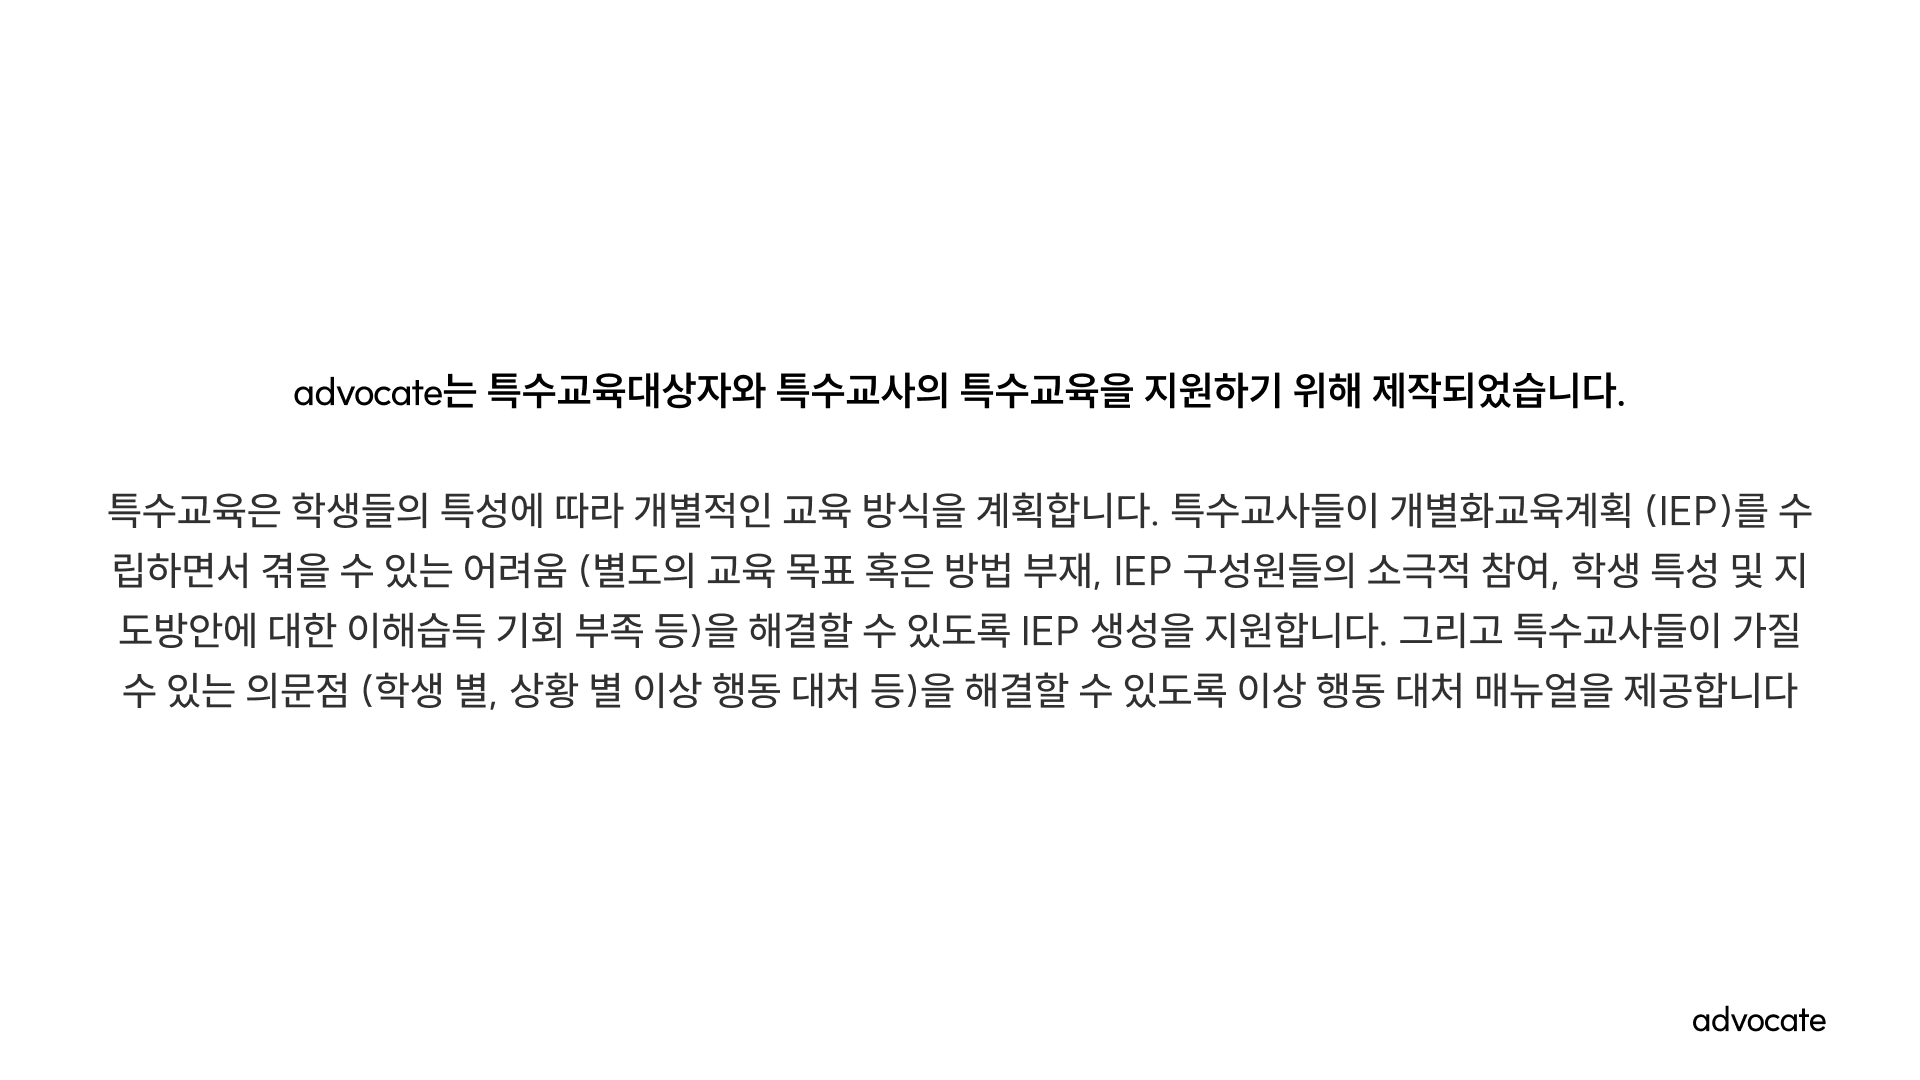 advocate는 특수교육대상자와 특수교사의 특수교육을 지원하기 위해 제작되었습니다.
특수교육은 학생들의 특성에 따라 개별적인 교육 방식을 계획합니다. 특수교사들이 개별화교육계획 (IEP)를 수
립하면서 겪을 수 있는 어려움 (별도의 교육 목표 혹은 방법 부재, IEP 구성원들의 소극적 참여, 학생 특성 및 지
도방안에 대한 이해습득 기회 부족 등)을 해결할 수 있도록 IEP 생성을 지원합니다. 그리고 특수교사들이 가질
수 있는 의문점 (학생 별, 상황 별 이상 행동 대처 등)을 해결할 수 있도록 이상 행동 대처 매뉴얼을 제공합니다
advocate